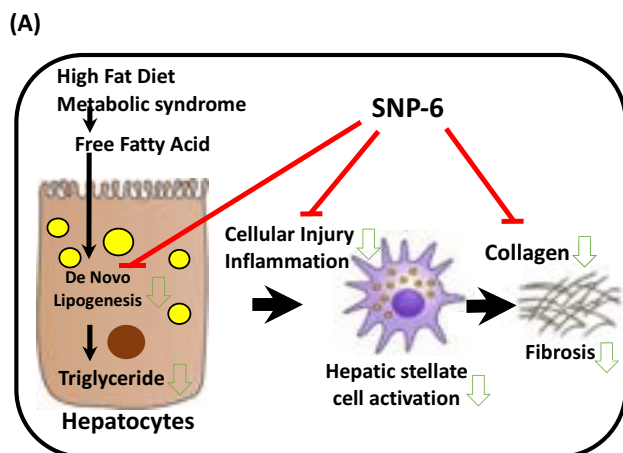 (A)
High Fat Diet
Metabolic syndrome
Free Fatty Acid
SNP-6
De Novo
Lipogenesis
Triglyceride
Hepatocytes
Cellular Injury
Inflammation
Hepatic stellate
cell activation
Collagen
Fibrosis